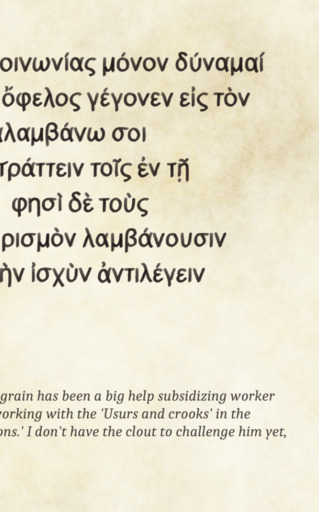 οινωνίας μόνον δύναμαί
ὄφελος γέγονεν εἰς τὸν
λαμβάνω σοι
ράττειν τοῖς ἐν τῇ
φησὶ δὲ τοὺς
ρισμὸν λαμβάνουσιν
ὴν ἰσχὺν ἀντιλέγειν
grain has been a big help subsidizing worker
orking with the 'Usurs and crooks' in the
ons.' I don't have the clout to challenge him yet,